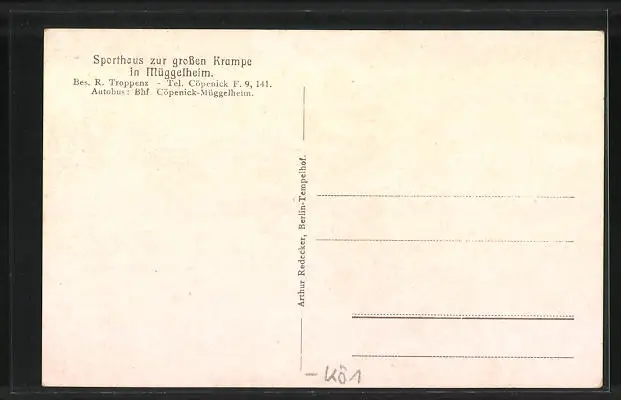 Sporthaus zur großen Krampe
in Müggelheim.
Bes. R. Troppenz - Tel. Cöpenick F. 9, 141.
Autobus: Bhf. Cöpenick-Müggelheim.
Arthur Redecker, Berlin-Tempelhof.
Kö1